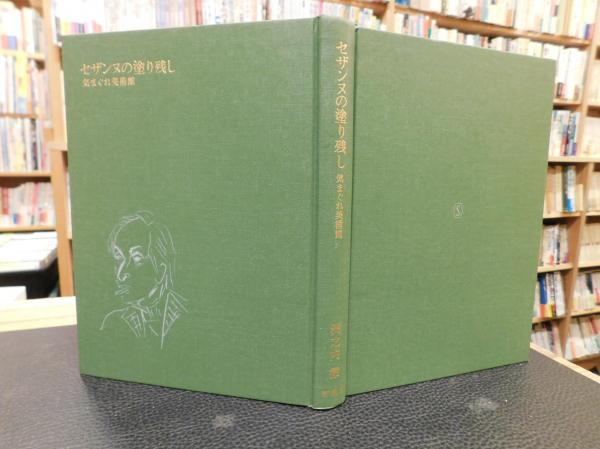 セザンヌの塗り残し
気まぐれ美術館
セザンヌの塗り残し 気まぐれ美術館
洲之内 徹
S